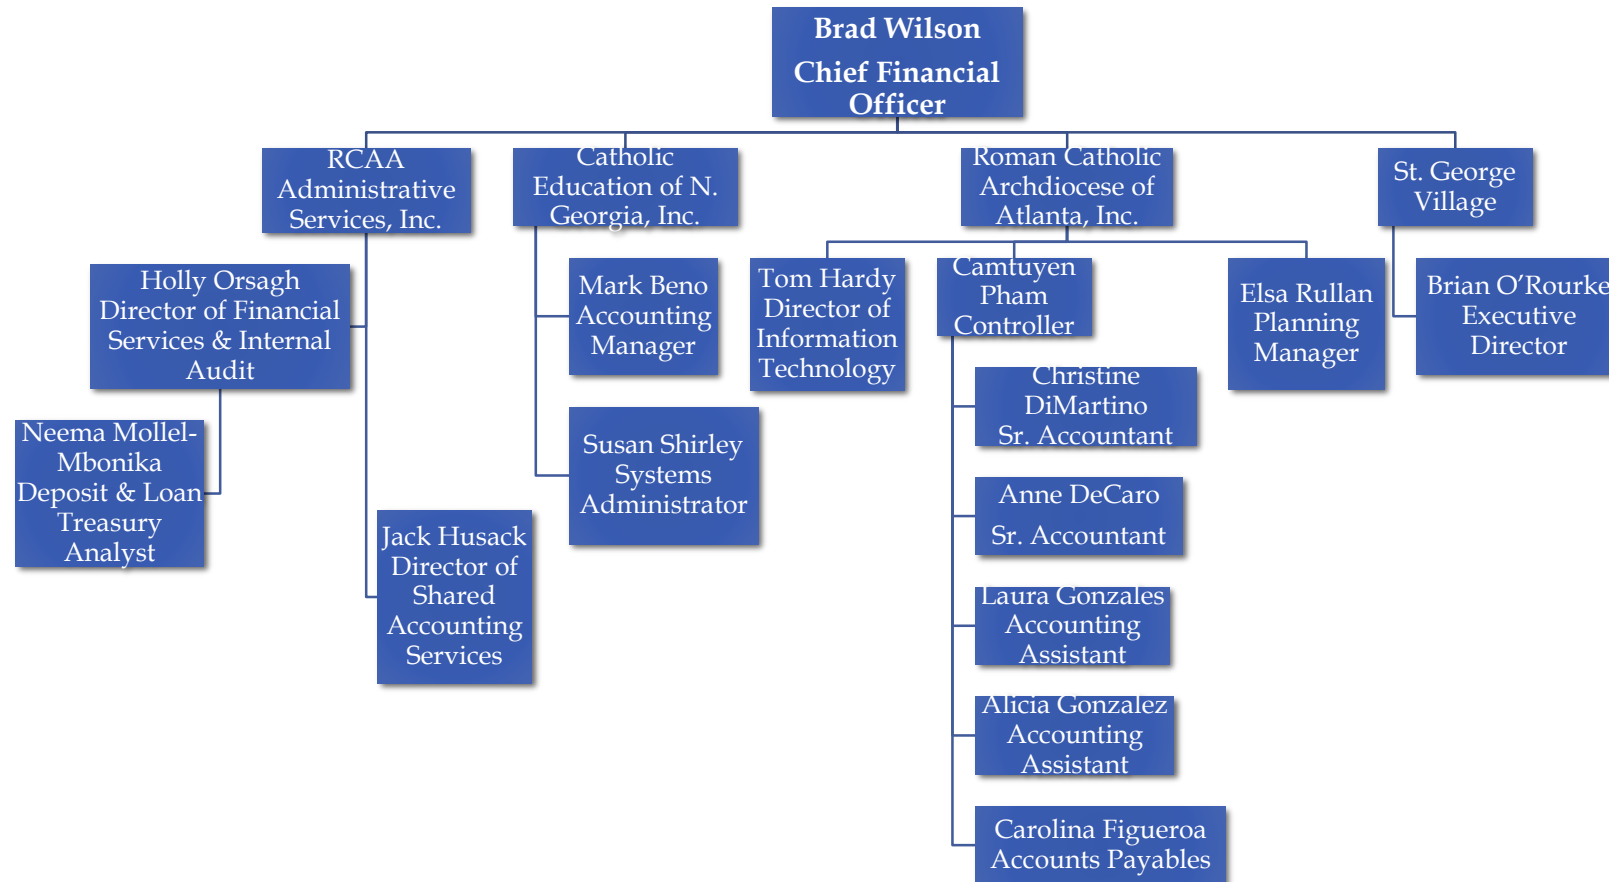 Brad Wilson
Chief Financial
Officer
RCAA
Administrative
Services, Inc.
Catholic
Education of N.
Georgia, Inc.
Roman Catholic
Archdiocese of
Atlanta, Inc.
St. George
Village
Holly Orsagh
Director of Financial
Services & Internal
Audit
Neema Mollel-
Mbonika
Deposit & Loan
Treasury
Analyst
Jack Husack
Director of
Shared
Accounting
Services
Mark Beno
Accounting
Manager
Susan Shirley
Systems
Administrator
Tom Hardy
Director of
Information
Technology
Camtuyen
Pham
Controller
Christine
DiMartino
Sr. Accountant
Anne DeCaro
Sr. Accountant
Laura Gonzales
Accounting
Assistant
Alicia Gonzalez
Accounting
Assistant
Carolina Figueroa
Accounts Payables
Elsa Rullan
Planning
Manager
Brian O’Rourke
Executive
Director